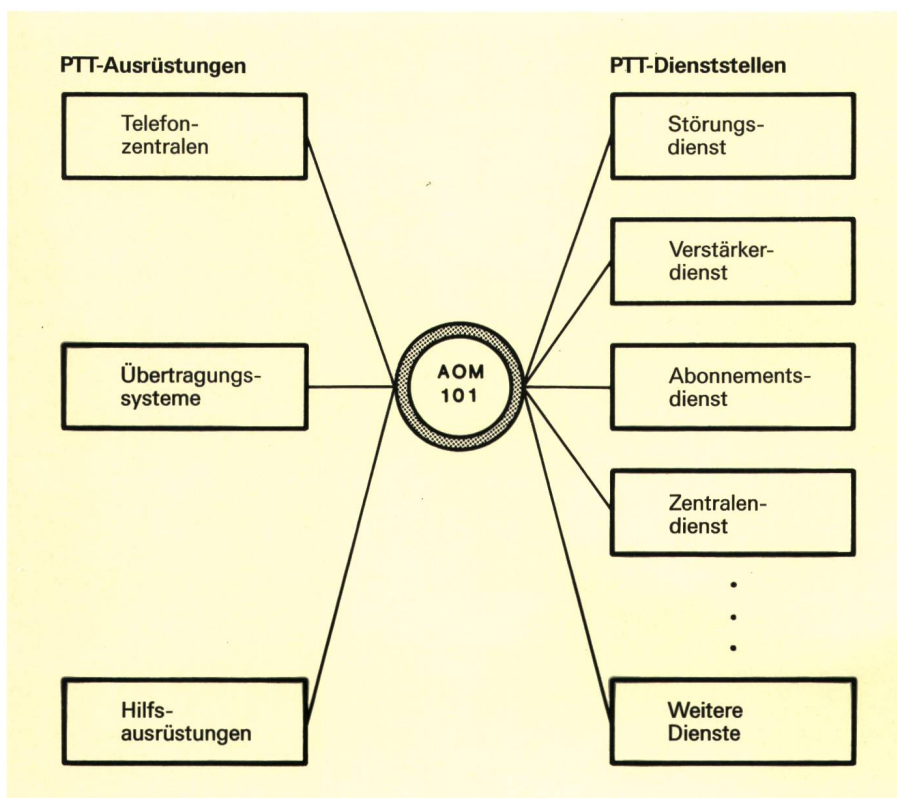 PTT-Ausrüstungen
Telefon-
zentralen
Übertragungs-
systeme
Hilfs-
ausrüstungen
AOM
101
PTT-Dienststellen
Störungs-
dienst
Verstärker-
dienst
Abonnements-
dienst
Zentralen-
dienst
Weitere
Dienste